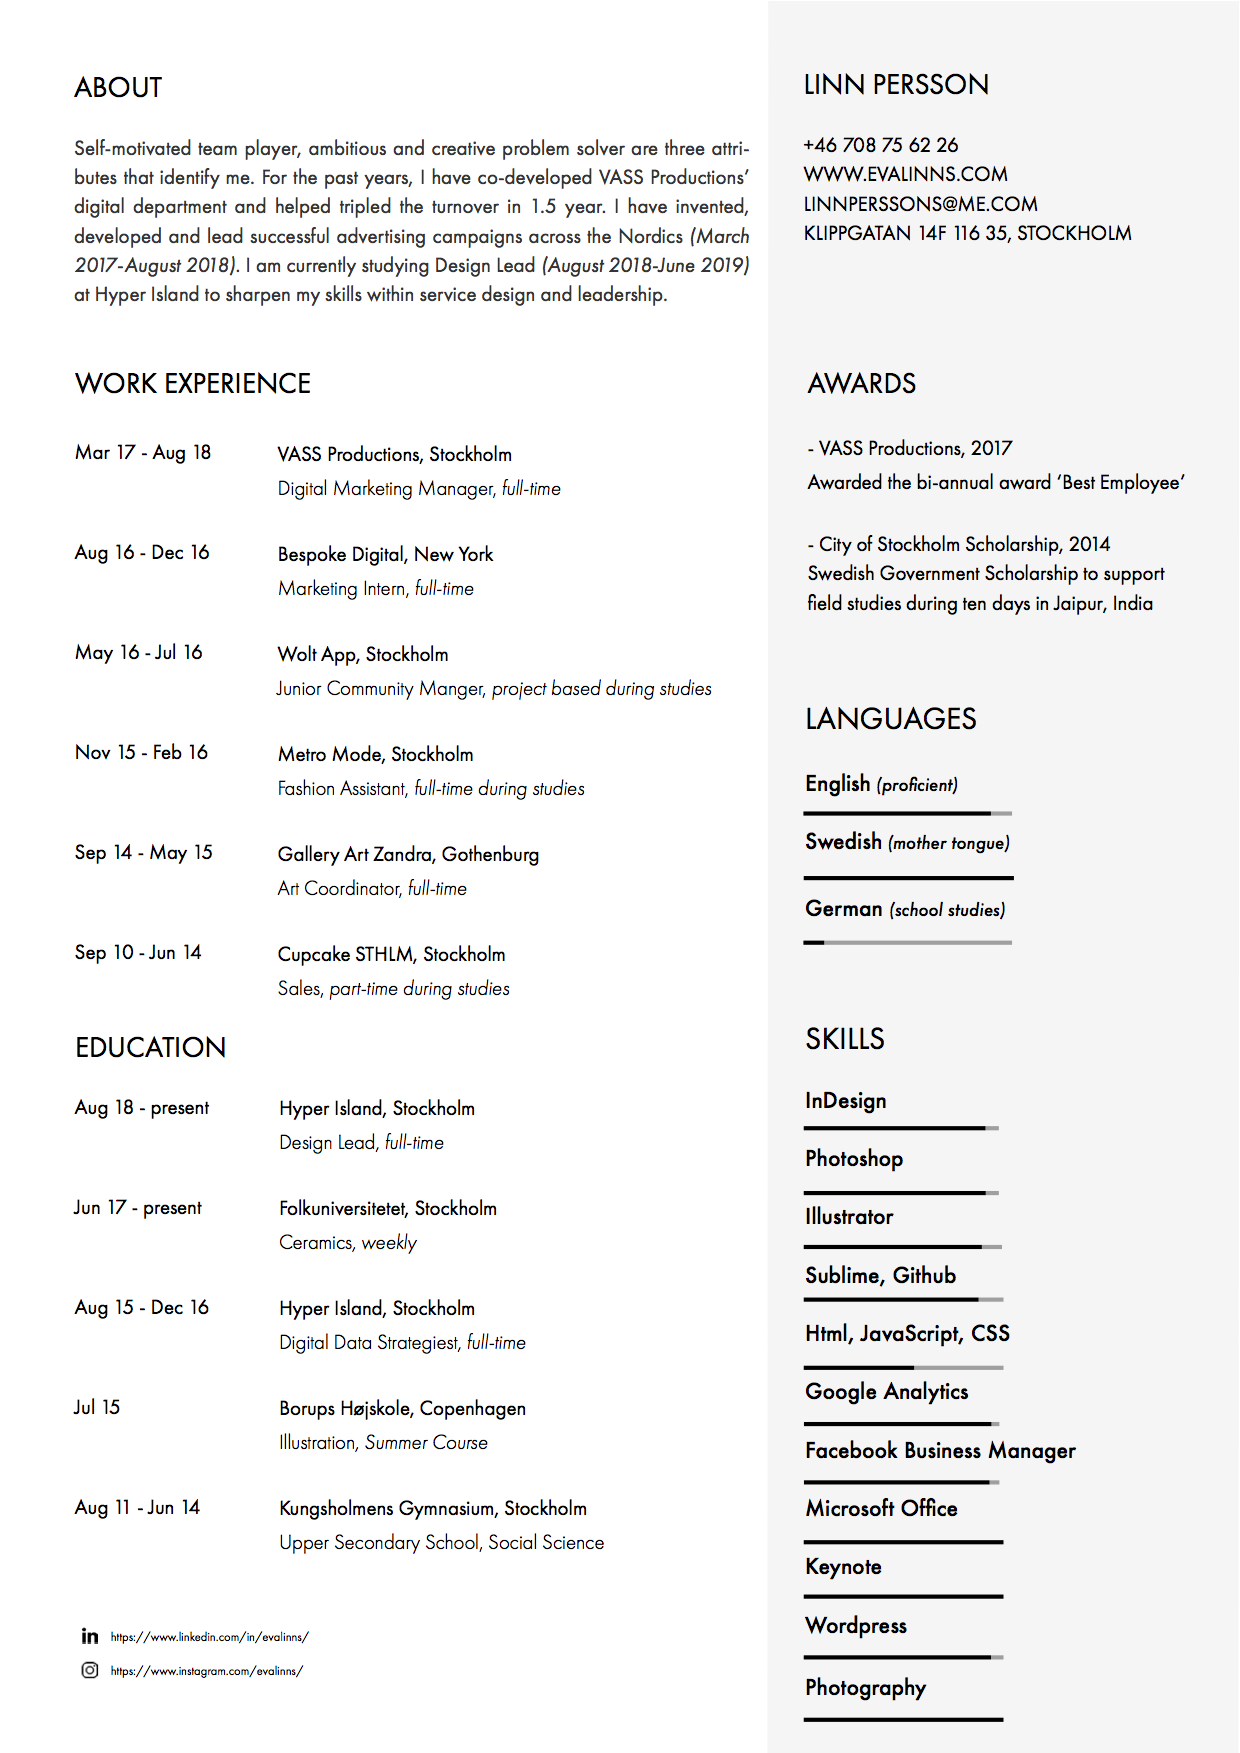 ABOUT
Self-motivated team player, ambitious and creative problem solver are three attri-
butes that identify me. For the past years, I have co-developed VASS Productions’
digital department and helped tripled the turnover in 1.5 year. I have invented,
developed and lead successful advertising campaigns across the Nordics (March
2017-August 2018). I am currently studying Design Lead (August 2018-June 2019)
at Hyper Island to sharpen my skills within service design and leadership.
WORK EXPERIENCE
Mar 17 - Aug 18
VASS Productions, Stockholm
Digital Marketing Manager, full-time
Aug 16 - Dec 16
Bespoke Digital, New York
Marketing Intern, full-time
May 16 - Jul 16
Wolt App, Stockholm
Junior Community Manger, project based during studies
Nov 15 - Feb 16
Metro Mode, Stockholm
Fashion Assistant, full-time during studies
Sep 14 - May 15
Gallery Art Zandra, Gothenburg
Art Coordinator, full-time
Sep 10 - Jun 14
Cupcake STHLM, Stockholm
Sales, part-time during studies
EDUCATION
Aug 18 - present
Hyper Island, Stockholm
Design Lead, full-time
Jun 17 - present
Folkuniversitetet, Stockholm
Ceramics, weekly
Aug 15 - Dec 16
Hyper Island, Stockholm
Digital Data Strategiest, full-time
Jul 15
Borups Højskole, Copenhagen
Illustration, Summer Course
Aug 11 - Jun 14
Kungsholmens Gymnasium, Stockholm
Upper Secondary School, Social Science
in https://www.linkedin.com/in/evalinns/
https://www.instagram.com/evalinns/
LINN PERSSON
+46 708 75 62 26
WWW.EVALINNS.COM
LINNPERSSONS@ME.COM
KLIPPGATAN 14F 116 35, STOCKHOLM
AWARDS
- VASS Productions, 2017
Awarded the bi-annual award ‘Best Employee’
- City of Stockholm Scholarship, 2014
Swedish Government Scholarship to support
field studies during ten days in Jaipur, India
LANGUAGES
English (proficient)
Swedish (mother tongue)
German (school studies)
SKILLS
InDesign
Photoshop
Illustrator
Sublime, Github
Html, JavaScript, CSS
Google Analytics
Facebook Business Manager
Microsoft Office
Keynote
Wordpress
Photography